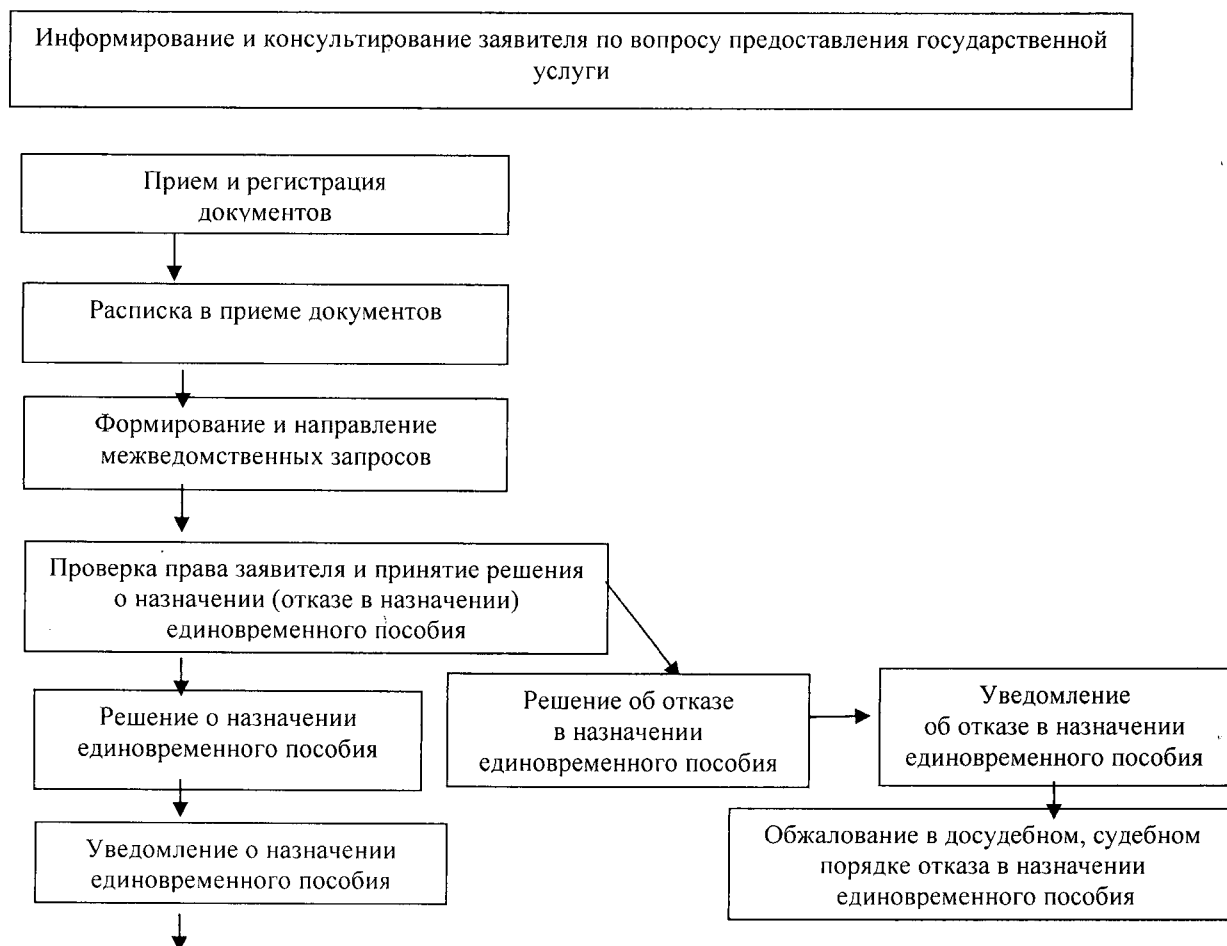 Информирование и консультирование заявителя по вопросу предоставления государственной
услуги
Прием и регистрация
документов
Расписка в приеме документов
Формирование и направление
межведомственных запросов
Проверка права заявителя и принятие решения
о назначении (отказе в назначении)
единовременного пособия
Решение о назначении
единовременного пособия
Решение об отказе
в назначении
единовременного пособия
Уведомление
об отказе в назначении
единовременного пособия
Уведомление о назначении
единовременного пособия
Обжалование в досудебном, судебном
порядке отказа в назначении
единовременного пособия